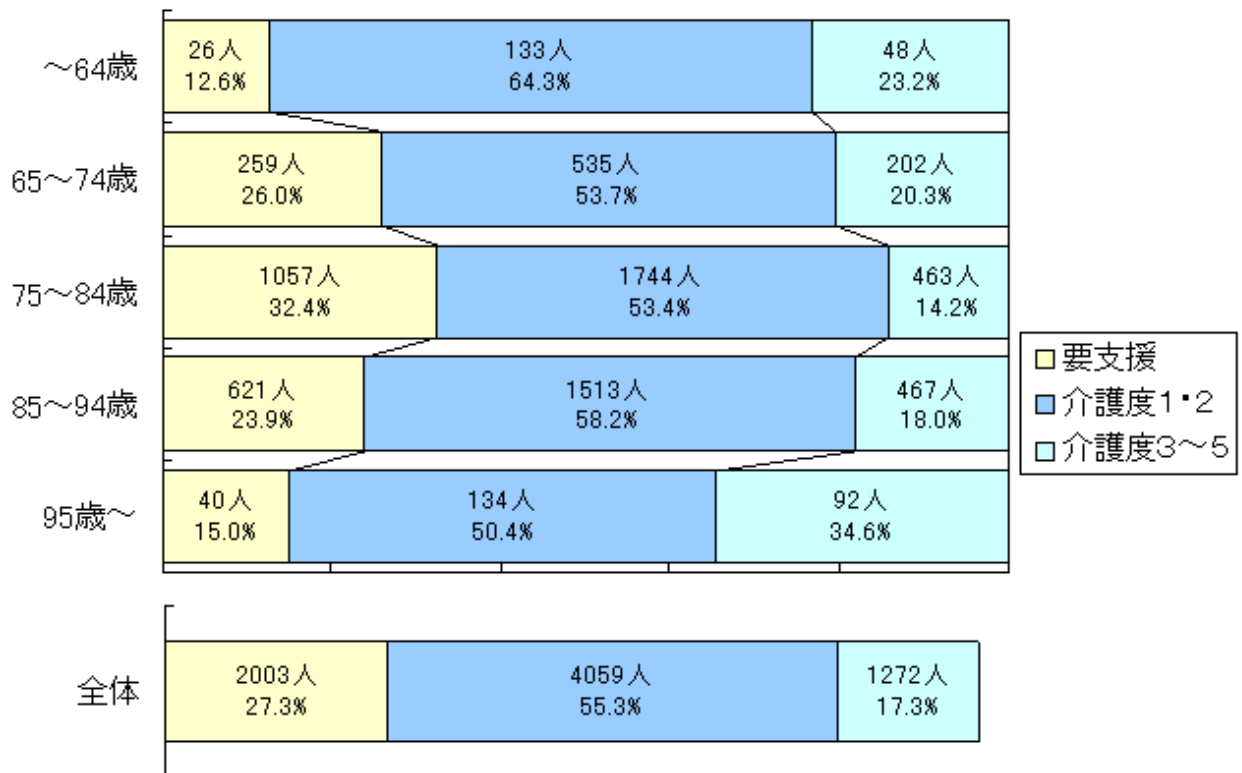 ～64歳
26人
12.6%
133人
64.3%
48人
23.2%
65～74歳
259人
26.0%
535人
53.7%
202人
20.3%
75～84歳
1057人
32.4%
1744人
53.4%
463人
14.2%
85～94歳
621人
23.9%
1513人
58.2%
467人
18.0%
95歳～
40人
15.0%
134人
50.4%
92人
34.6%
要支援
介護度1・2
介護度3～5
全体
2003人
27.3%
4059人
55.3%
1272人
17.3%